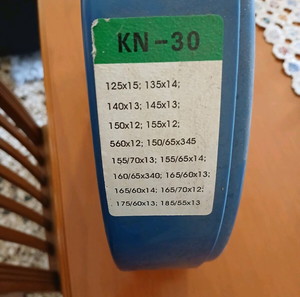 KN-30
125x15; 135x14;
140x13; 145x13;
150x12; 155x12;
560x12; 150/65x345
155/70x13; 155/65x14;
160/65x340; 165/60x13;
165/60x14; 165/70x12;
175/60x13; 185/55x13